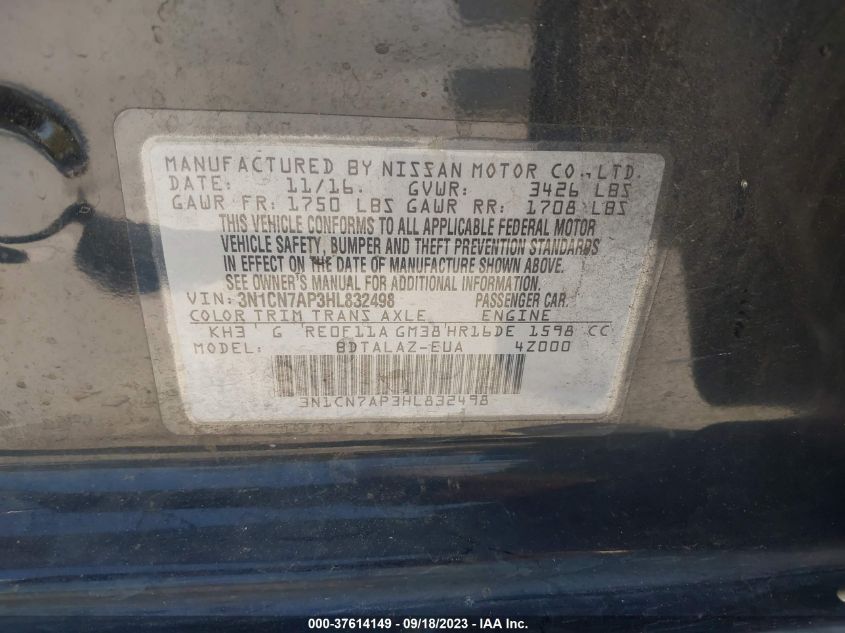 MANUFACTURED BY NISSAN MOTOR CO.,LTD.
DATE: 11/16. GVWR: 3426 LBS
GAWR FR: 1750 LBS GAWR RR: 1708 LBS
THIS VEHICLE CONFORMS TO ALL APPLICABLE FEDERAL MOTOR
VEHICLE SAFETY, BUMPER AND THEFT PREVENTION STANDARDS
IN EFFECT ON THE DATE OF MANUFACTURE SHOWN ABOVE.
SEE OWNER'S MANUAL FOR ADDITIONAL INFORMATION.
VIN: 3N1CN7AP3HL832498 PASSENGER CAR
COLOR TRIM TRANS AXLE ENGINE
KH3 G RE0F11A GM38 HR16DE 1598 CC
MODEL: BDTALAZ-EUA 4Z000
3N1CN7AP3HL832498
000-37614149 - 09/18/2023 - © IAA Holdings, LLC.